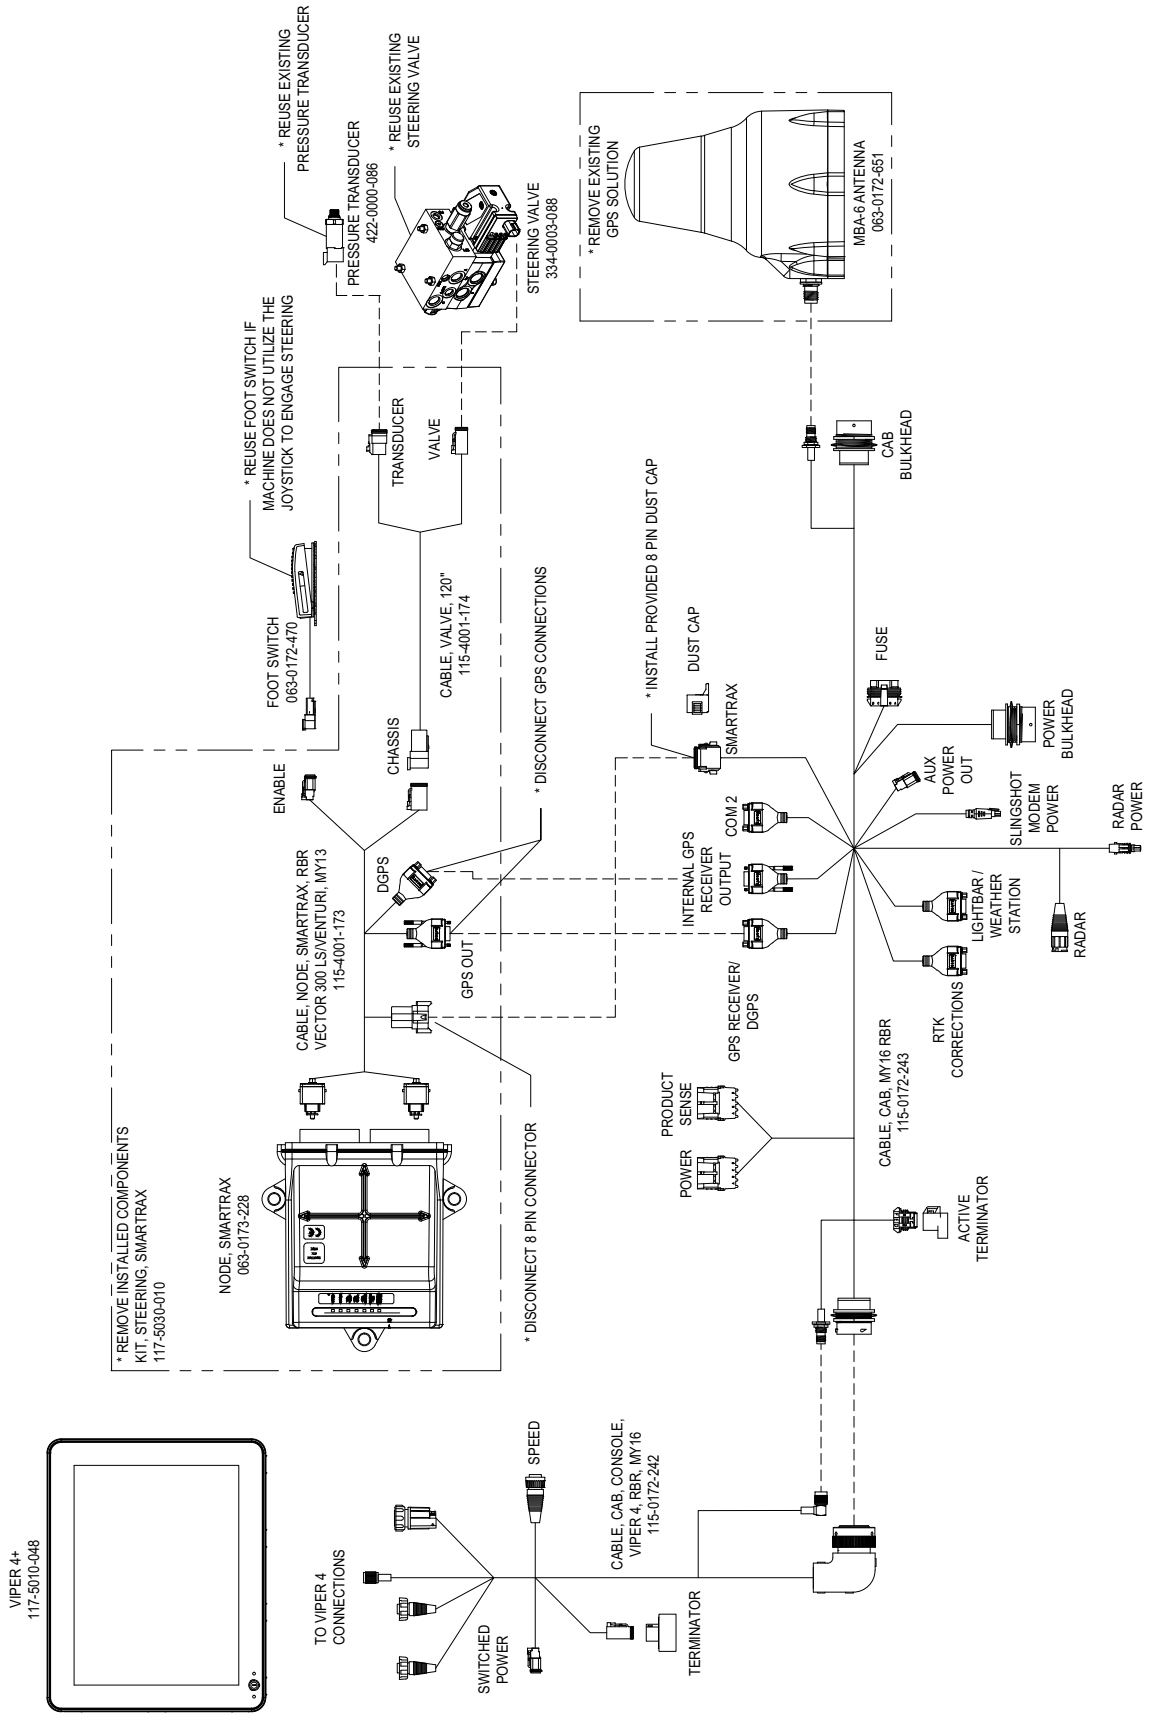 VIPER 4+
117-5010-048
* REMOVE INSTALLED COMPONENTS
KIT, STEERING, SMARTRAX
117-5030-010
NODE, SMARTRAX
063-0173-228
CABLE, NODE, SMARTRAX, RBR
VECTOR 300 LS/VENTURI, MY13
115-4001-173
ENABLE
FOOT SWITCH
063-0172-470
* REUSE FOOT SWITCH IF
MACHINE DOES NOT UTILIZE THE
JOYSTICK TO ENGAGE STEERING
* REUSE EXISTING
PRESSURE TRANSDUCER
PRESSURE TRANSDUCER
422-0000-086
* REUSE EXISTING
STEERING VALVE
STEERING VALVE
334-0003-088
CHASSIS
CABLE, VALVE, 120"
115-4001-174
TRANSDUCER
VALVE
DGPS
GPS OUT
* DISCONNECT GPS CONNECTIONS
* DISCONNECT 8 PIN CONNECTOR
* REMOVE EXISTING
GPS SOLUTION
MBA-6 ANTENNA
063-0172-651
* INSTALL PROVIDED 8 PIN DUST CAP
DUST CAP
SMARTRAX
COM 2
INTERNAL GPS
RECEIVER
OUTPUT
GPS RECEIVER/
DGPS
PRODUCT
SENSE
POWER
TO VIPER 4
CONNECTIONS
SWITCHED
POWER
SPEED
TERMINATOR
CABLE, CAB, CONSOLE,
VIPER 4, RBR, MY16
115-0172-242
ACTIVE
TERMINATOR
CABLE, CAB, MY16 RBR
115-0172-243
RTK
CORRECTIONS
LIGHTBAR /
WEATHER
STATION
RADAR
RADAR
POWER
SLINGSHOT
MODEM
POWER
AUX
POWER
OUT
POWER
BULKHEAD
FUSE
CAB
BULKHEAD